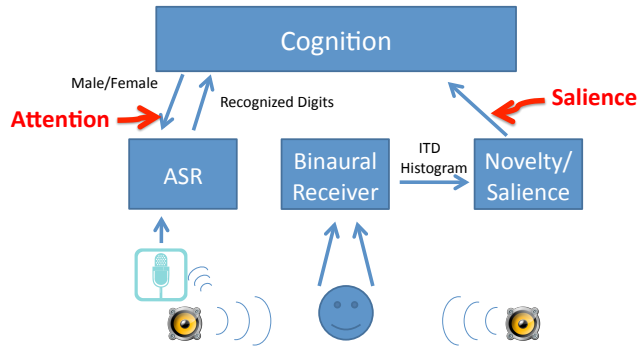 Cognition
Male/Female
Recognized Digits
Attention
Salience
ASR
Binaural
Receiver
ITD
Histogram
Novelty/
Salience